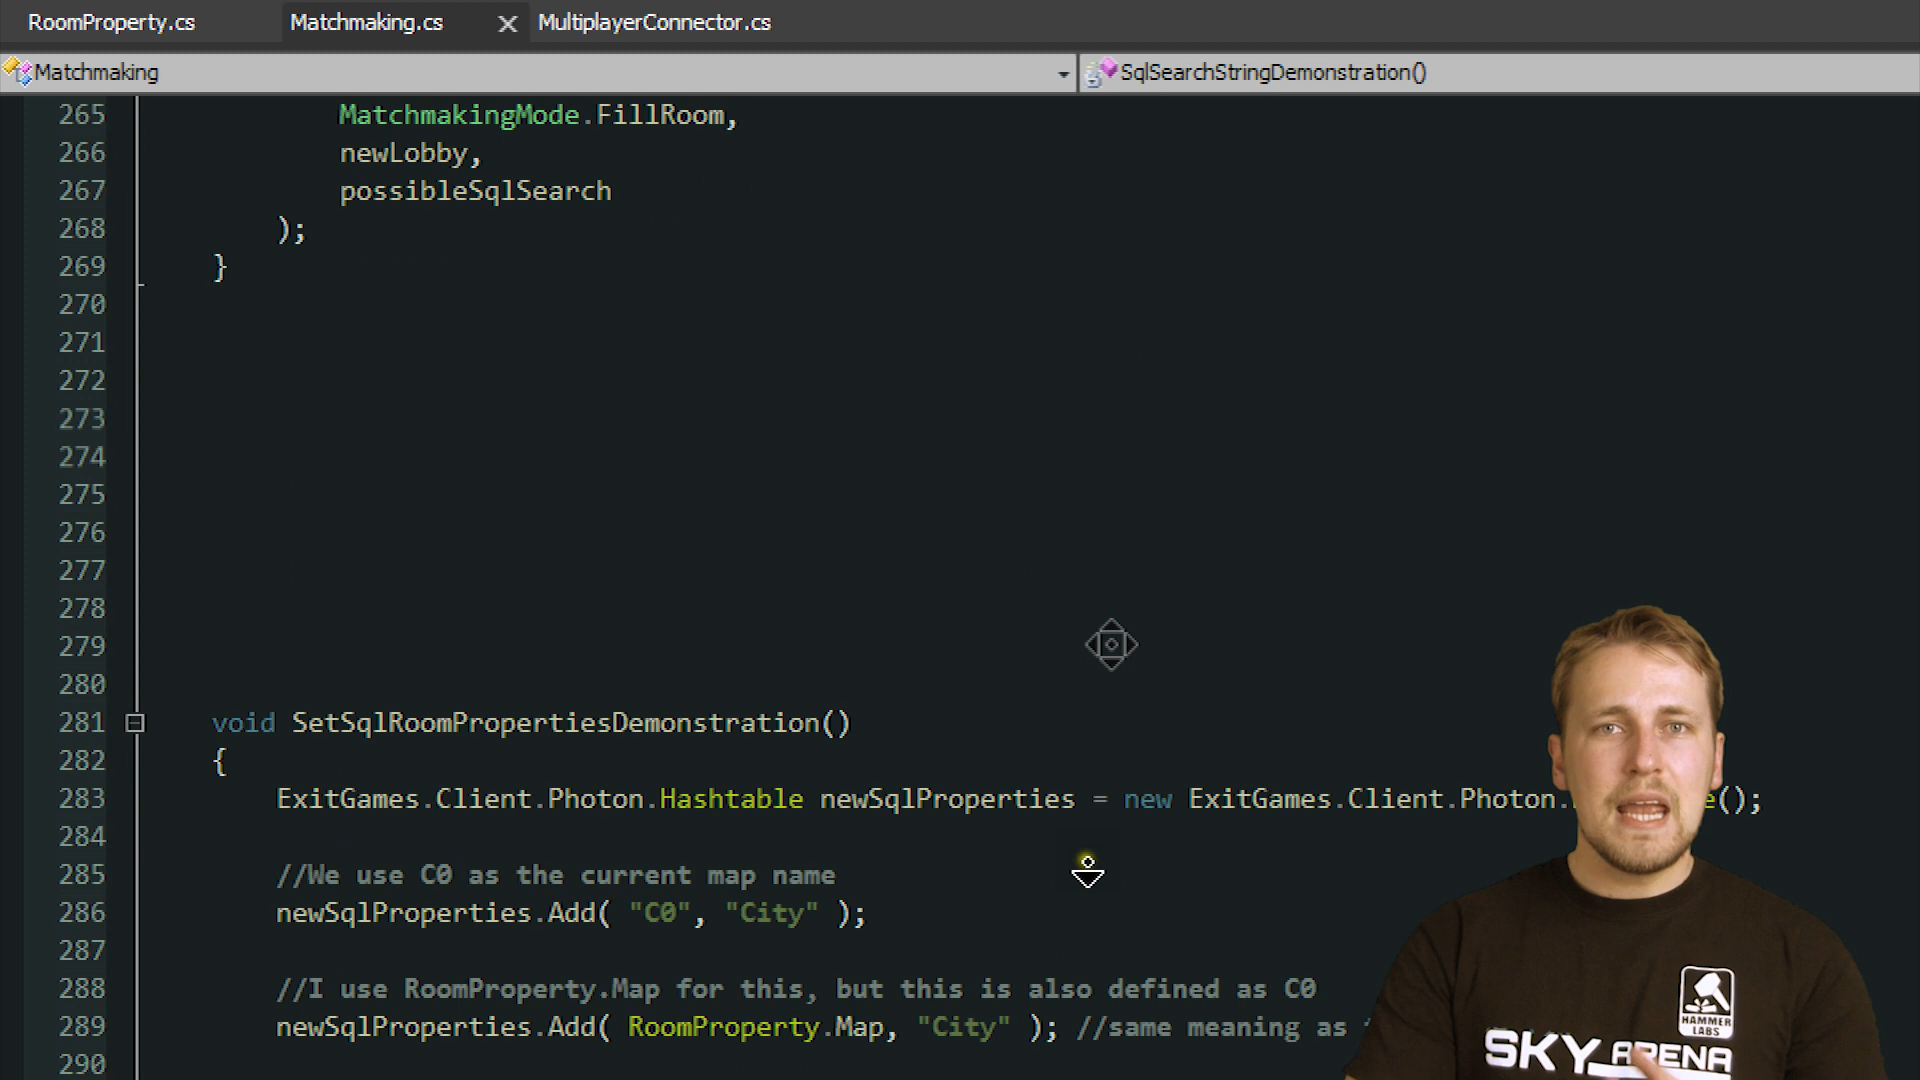 RoomProperty.cs Matchmaking.cs MultiplayerConnector.cs
Matchmaking SqlSearchStringDemonstration()
265 MatchmakingMode.FillRoom,
266 newLobby,
267 possibleSqlSearch
268 );
269 }
270
271
272
273
274
275
276
277
278
279
280
281 void SetSqlRoomPropertiesDemonstration()
282 {
283 ExitGames.Client.Photon.Hashtable newSqlProperties = new ExitGames.Client.Photon. ();
284
285 //We use C0 as the current map name
286 newSqlProperties.Add( "C0", "City" );
287
288 //I use RoomProperty.Map for this, but this is also defined as C0
289 newSqlProperties.Add( RoomProperty.Map, "City" ); //same meaning as
290
HAMMER
LABS
SKY ARENA